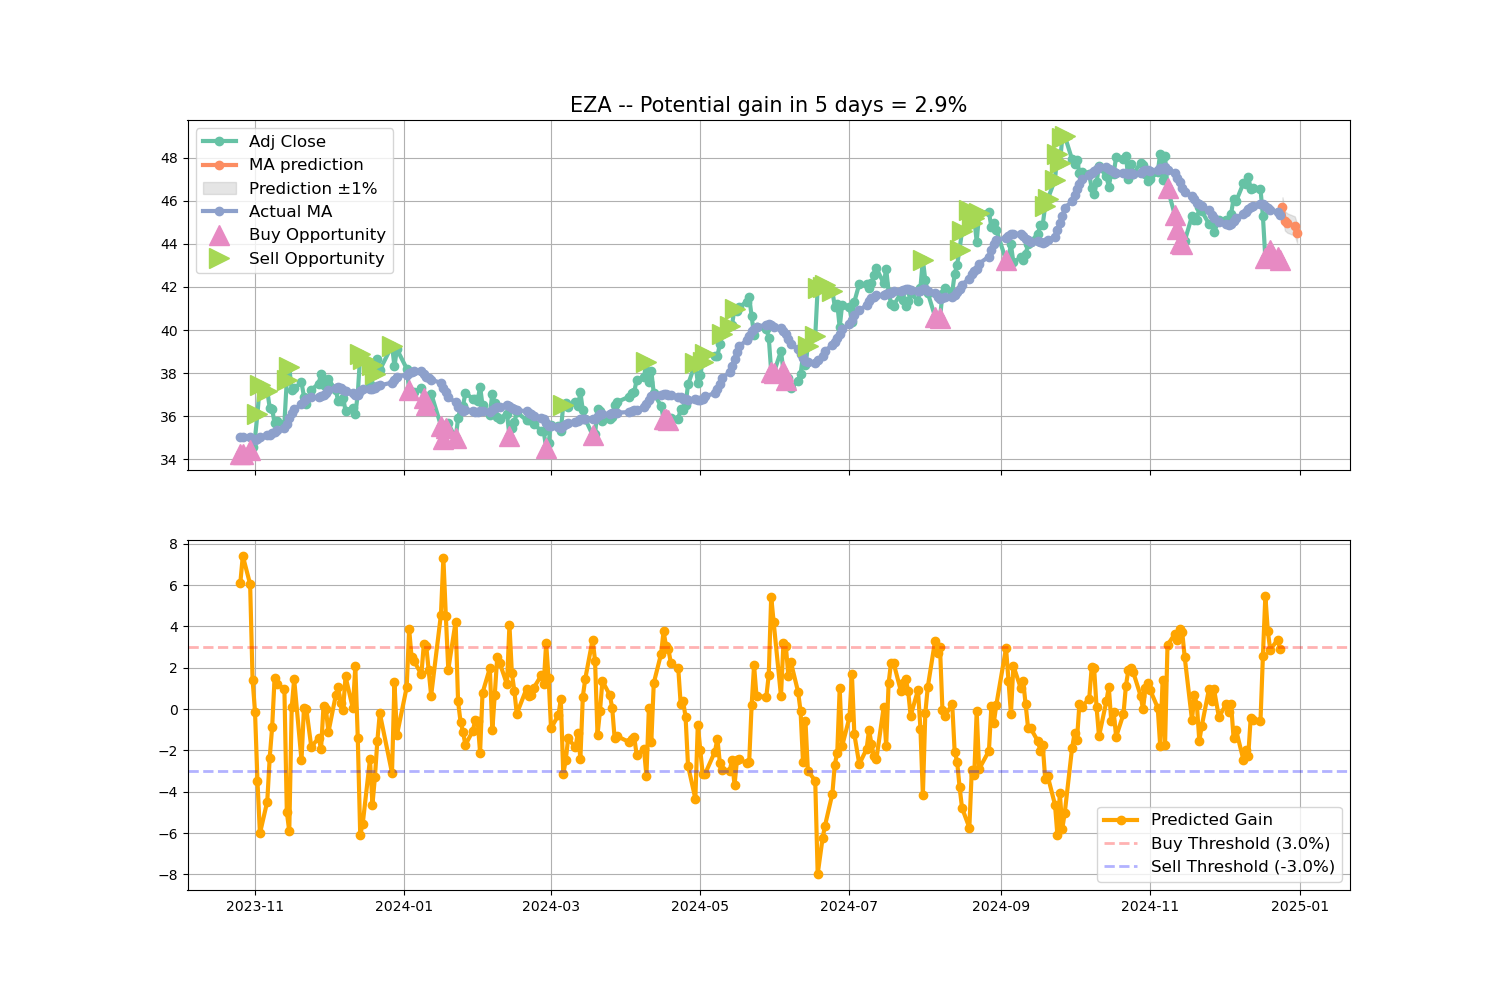 EZA -- Potential gain in 5 days = 2.9%
Adj Close
MA prediction
Prediction ±1%
Actual MA
Buy Opportunity
Sell Opportunity
48
46
44
42
40
38
36
34
8
6
4
2
0
−2
−4
−6
−8
Predicted Gain
Buy Threshold (3.0%)
Sell Threshold (-3.0%)
2023-11
2024-01
2024-03
2024-05
2024-07
2024-09
2024-11
2025-01